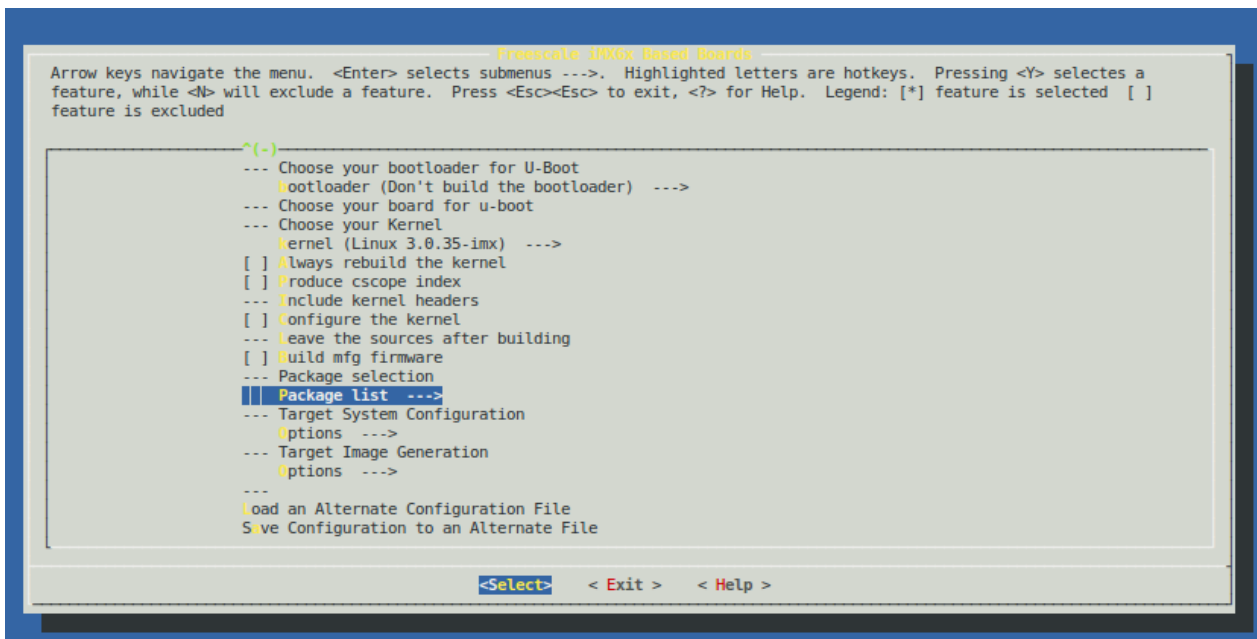 Freescale iMX6x Based Boards
Arrow keys navigate the menu. <Enter> selects submenus --->. Highlighted letters are hotkeys. Pressing <Y> selectes a
feature, while <N> will exclude a feature. Press <Esc><Esc> to exit, <?> for Help. Legend: [*] feature is selected [ ]
feature is excluded
^(-)
--- Choose your bootloader for U-Boot
bootloader (Don't build the bootloader) --->
--- Choose your board for u-boot
--- Choose your Kernel
kernel (Linux 3.0.35-imx) --->
[ ] Always rebuild the kernel
[ ] Produce cscope index
--- Include kernel headers
[ ] Configure the kernel
--- Leave the sources after building
[ ] Build mfg firmware
--- Package selection
Package list --->
--- Target System Configuration
Options --->
--- Target Image Generation
Options --->
---
Load an Alternate Configuration File
Save Configuration to an Alternate File
<Select> < Exit > < Help >